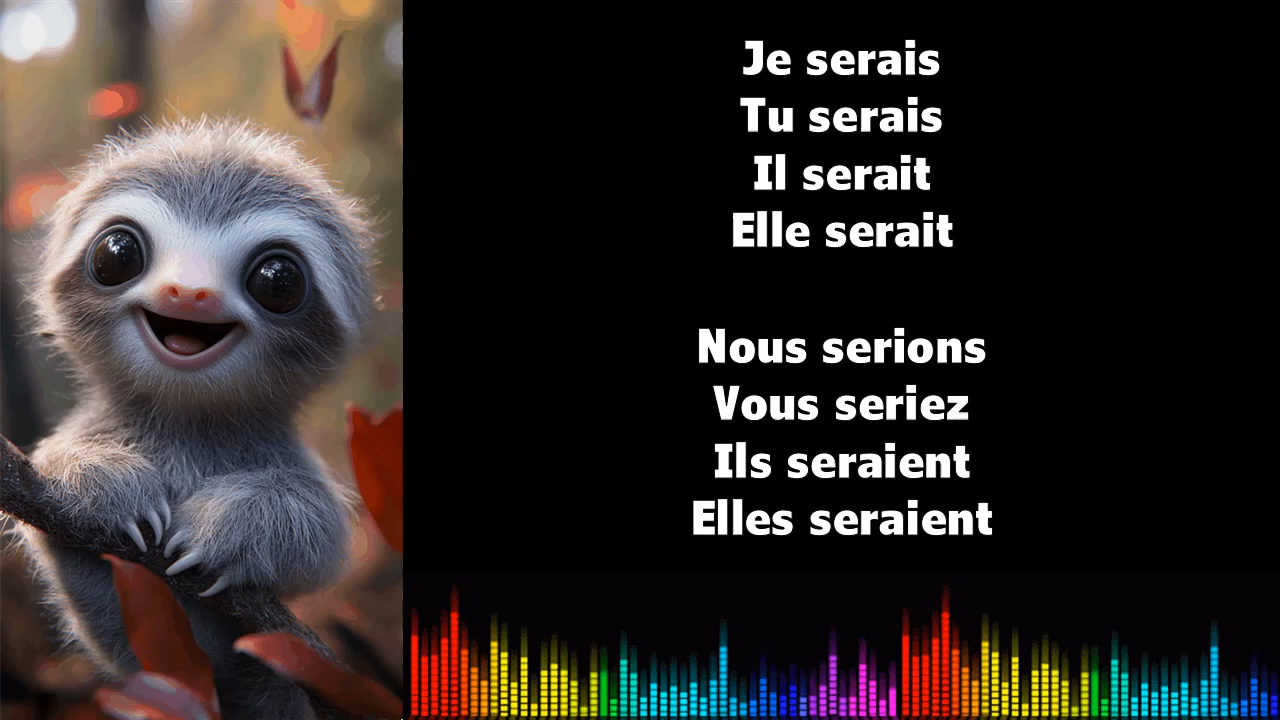 Je serais
Tu serais
Il serait
Elle serait
Nous serions
Vous seriez
Ils seraient
Elles seraient